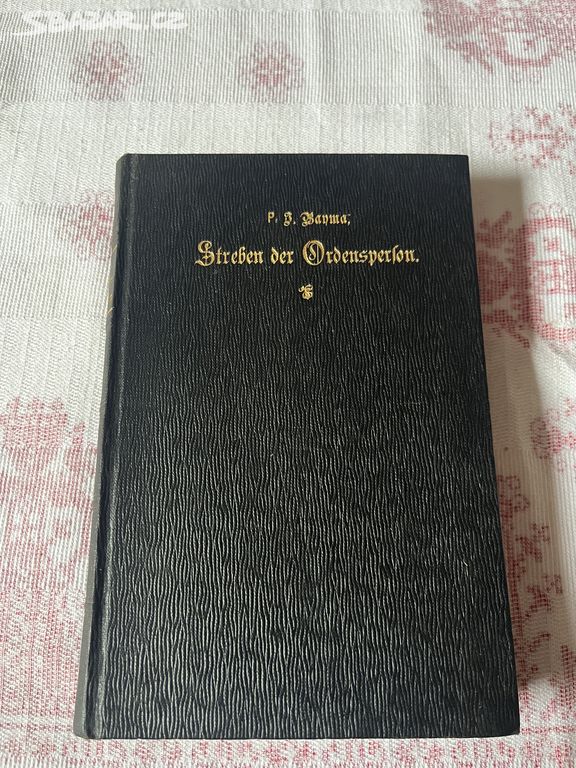 SBAZAR.CZ
P. J. Bayma,
Streben der Ordensperson.